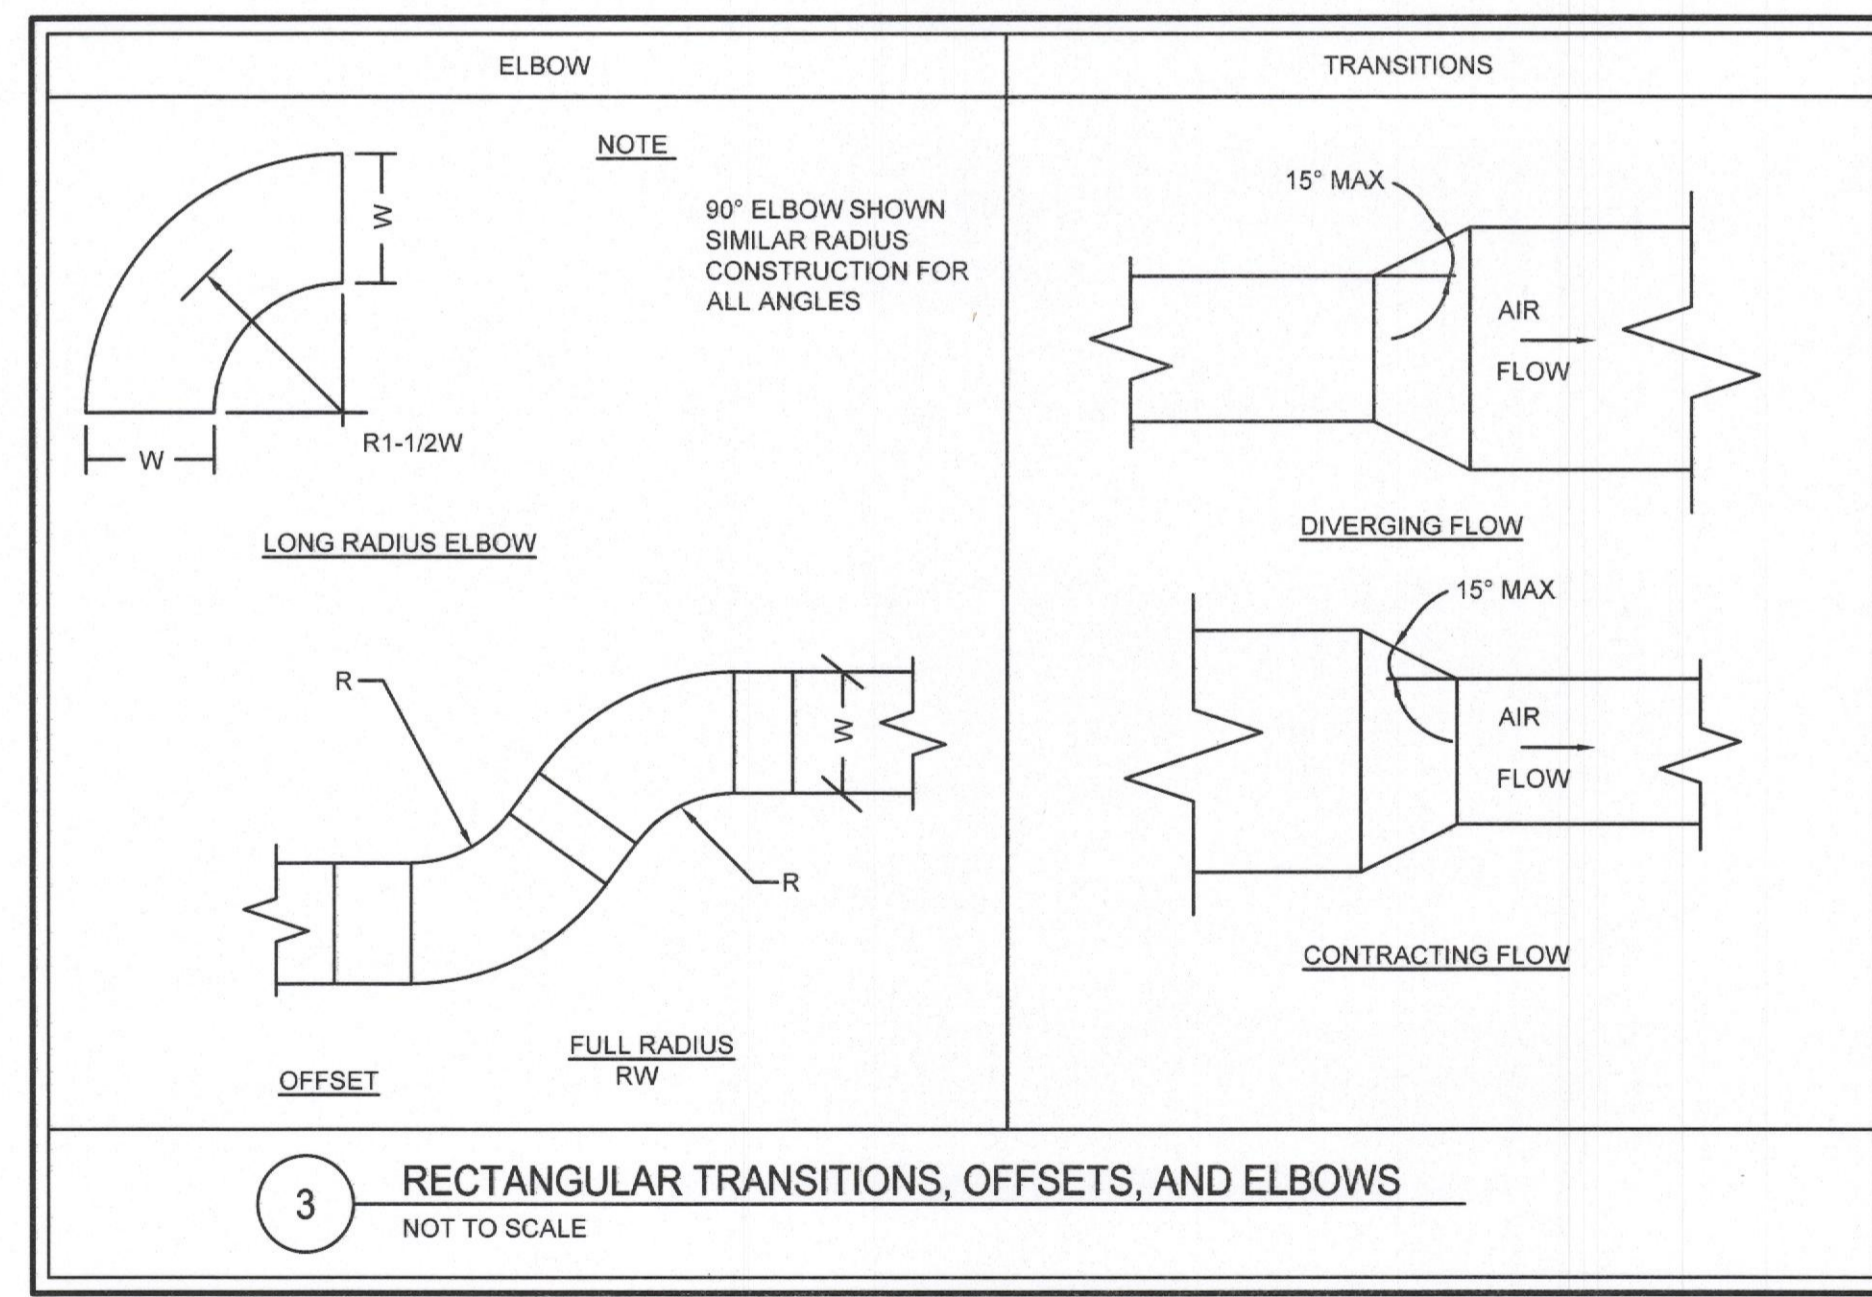 ELBOW
NOTE
90° ELBOW SHOWN
SIMILAR RADIUS
CONSTRUCTION FOR
ALL ANGLES
W
W
R1-1/2W
LONG RADIUS ELBOW
R
W
R
FULL RADIUS
RW
OFFSET
TRANSITIONS
15° MAX
AIR
FLOW
DIVERGING FLOW
15° MAX
AIR
FLOW
CONTRACTING FLOW
3
RECTANGULAR TRANSITIONS, OFFSETS, AND ELBOWS
NOT TO SCALE